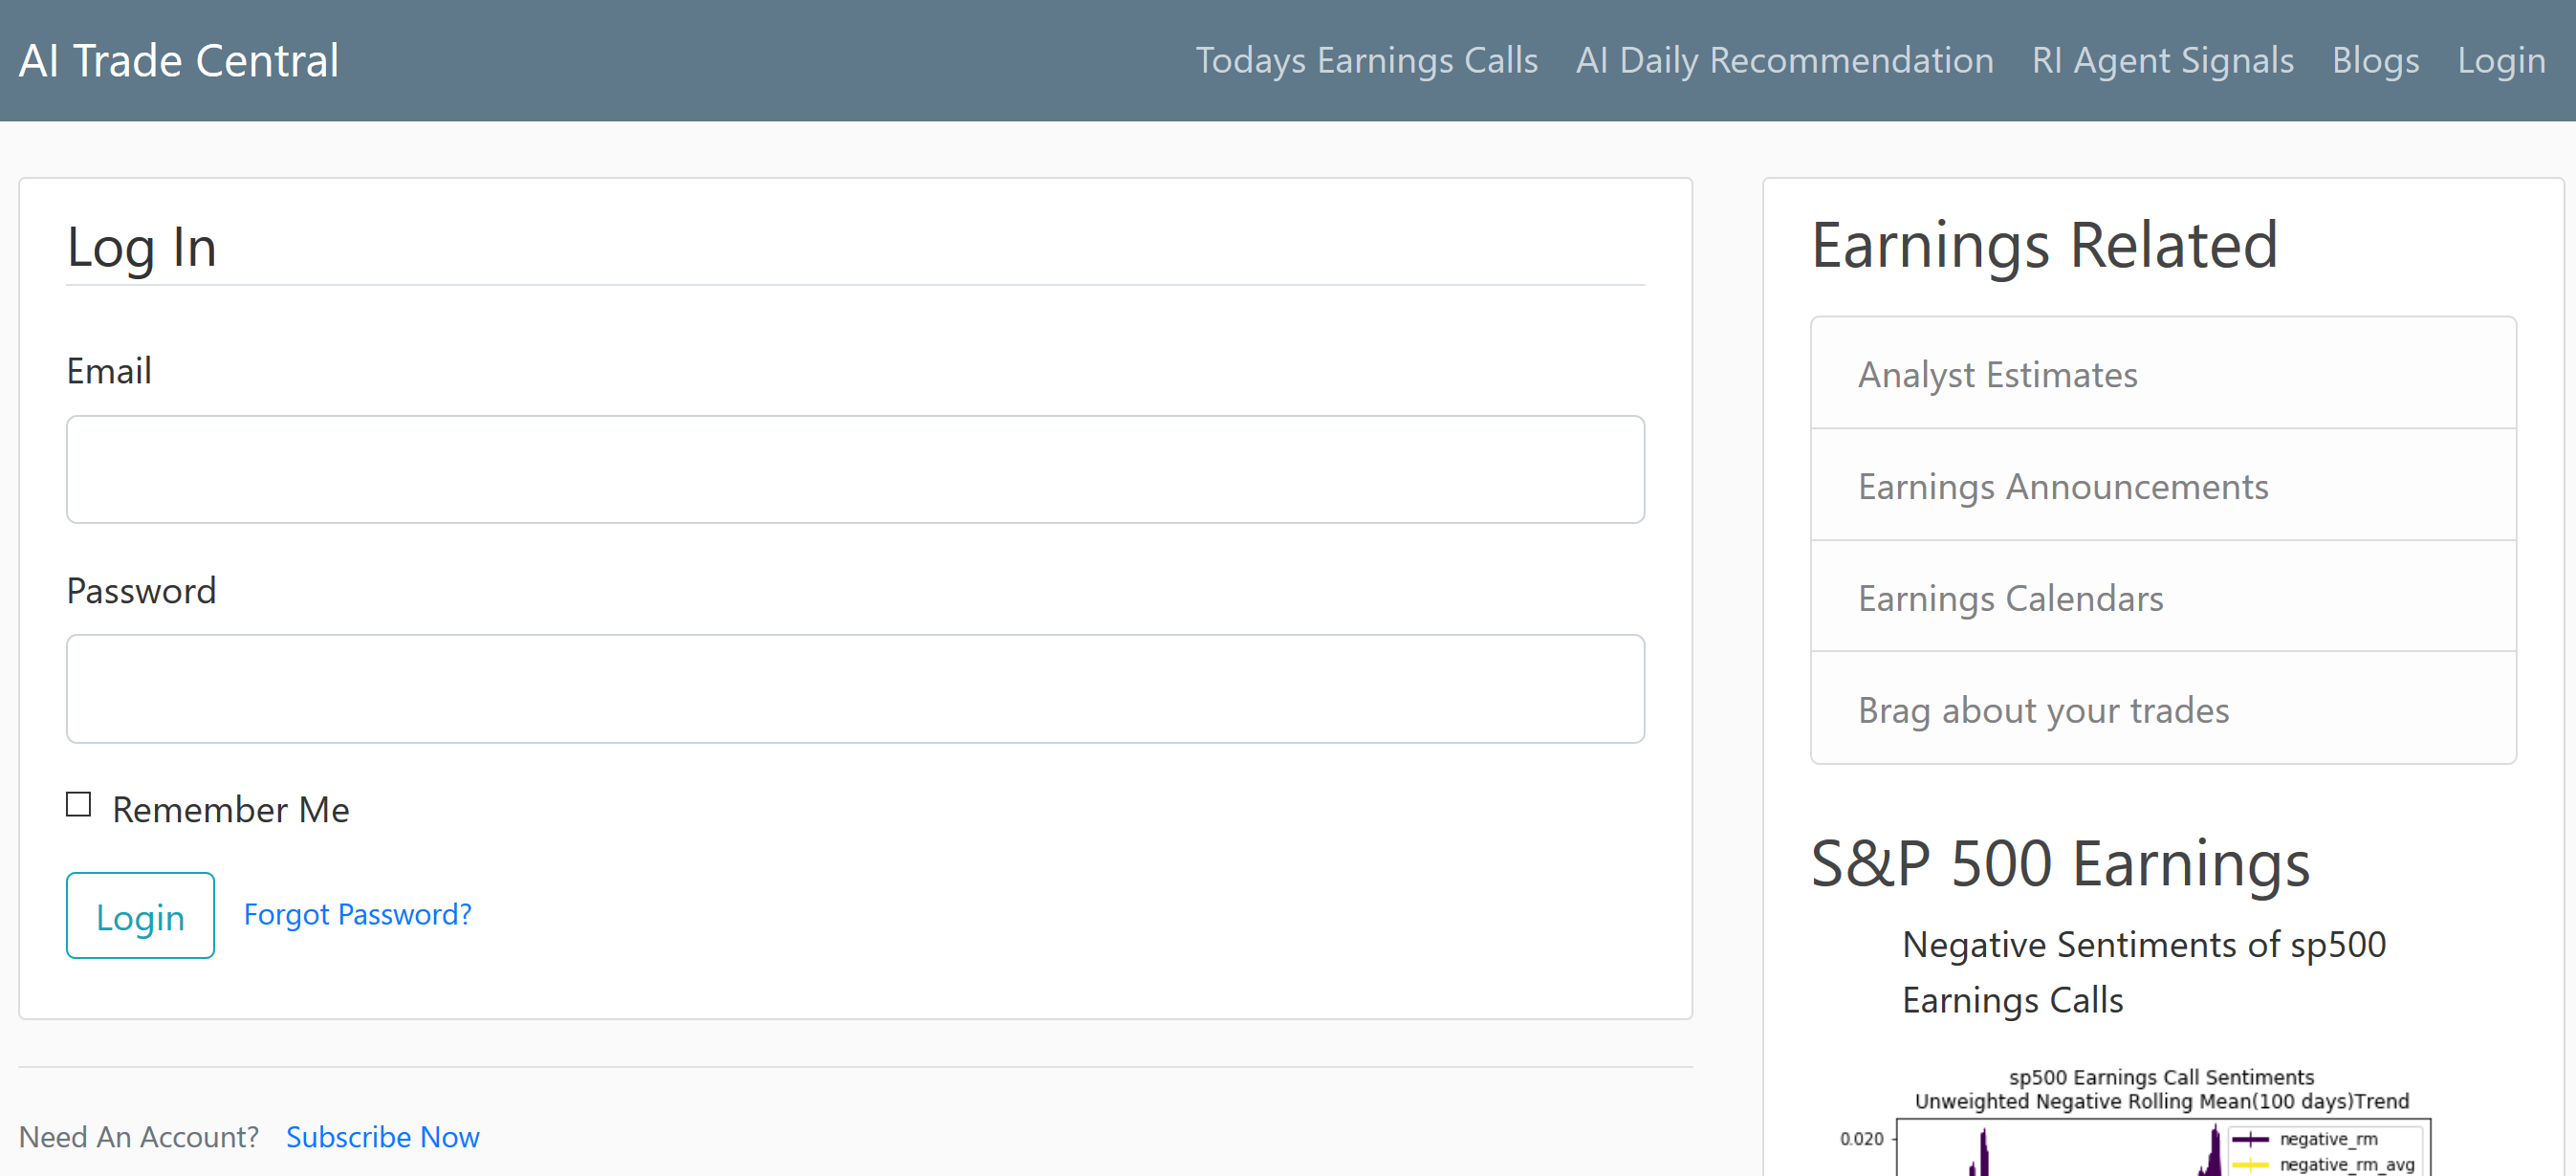 AI Trade Central
Todays Earnings Calls
AI Daily Recommendation
RI Agent Signals
Blogs
Login
Log In
Email
Password
Remember Me
Login
Forgot Password?
Need An Account? Subscribe Now
Earnings Related
Analyst Estimates
Earnings Announcements
Earnings Calendars
Brag about your trades
S&P 500 Earnings
Negative Sentiments of sp500
Earnings Calls
sp500 Earnings Call Sentiments
Unweighted Negative Rolling Mean(100 days)Trend
0.020
negative_rm
negative_rm_avg